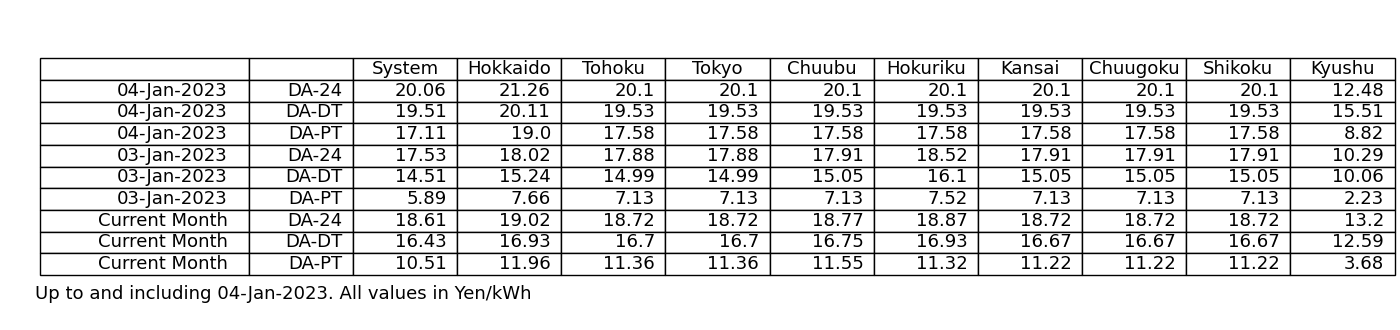 System Hokkaido Tohoku Tokyo Chuubu Hokuriku Kansai Chuugoku Shikoku Kyushu
04-Jan-2023 DA-24 20.06 21.26 20.1 20.1 20.1 20.1 20.1 20.1 20.1 12.48
04-Jan-2023 DA-DT 19.51 20.11 19.53 19.53 19.53 19.53 19.53 19.53 19.53 15.51
04-Jan-2023 DA-PT 17.11 19.0 17.58 17.58 17.58 17.58 17.58 17.58 17.58 8.82
03-Jan-2023 DA-24 17.53 18.02 17.88 17.88 17.91 18.52 17.91 17.91 17.91 10.29
03-Jan-2023 DA-DT 14.51 15.24 14.99 14.99 15.05 16.1 15.05 15.05 15.05 10.06
03-Jan-2023 DA-PT 5.89 7.66 7.13 7.13 7.13 7.52 7.13 7.13 7.13 2.23
Current Month DA-24 18.61 19.02 18.72 18.72 18.77 18.87 18.72 18.72 18.72 13.2
Current Month DA-DT 16.43 16.93 16.7 16.7 16.75 16.93 16.67 16.67 16.67 12.59
Current Month DA-PT 10.51 11.96 11.36 11.36 11.55 11.32 11.22 11.22 11.22 3.68
Up to and including 04-Jan-2023. All values in Yen/kWh